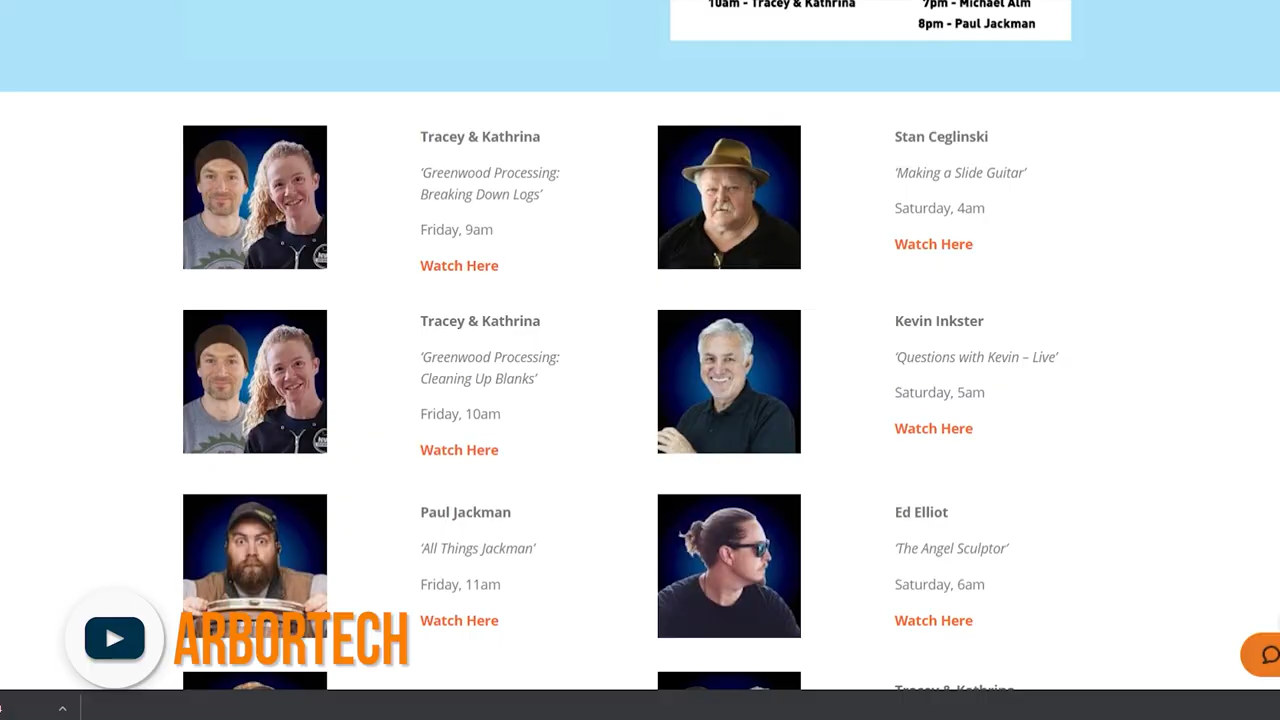 10am - Tracey & Kathrina
7pm - Michael Alm
8pm - Paul Jackman
Tracey & Kathrina
‘Greenwood Processing:
Breaking Down Logs’
Friday, 9am
Watch Here
Stan Ceglinski
‘Making a Slide Guitar’
Saturday, 4am
Watch Here
Tracey & Kathrina
‘Greenwood Processing:
Cleaning Up Blanks’
Friday, 10am
Watch Here
Kevin Inkster
‘Questions with Kevin – Live’
Saturday, 5am
Watch Here
Paul Jackman
‘All Things Jackman’
Friday, 11am
Watch Here
Ed Elliot
‘The Angel Sculptor’
Saturday, 6am
Watch Here
ARBORTECH
Tracey & Kathrina